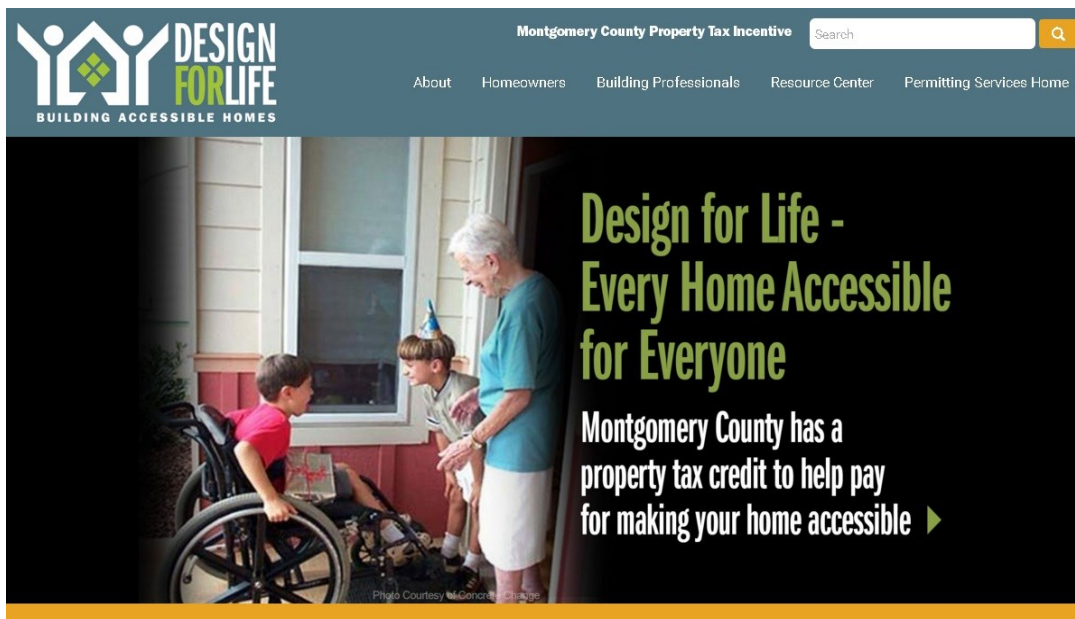 DESIGN
FORLIFE
BUILDING ACCESSIBLE HOMES
Montgomery County Property Tax Incentive
Search
About Homeowners Building Professionals Resource Center Permitting Services Home
Design for Life -
Every Home Accessible
for Everyone
Montgomery County has a
property tax credit to help pay
for making your home accessible
Photo Courtesy of Concrete Change